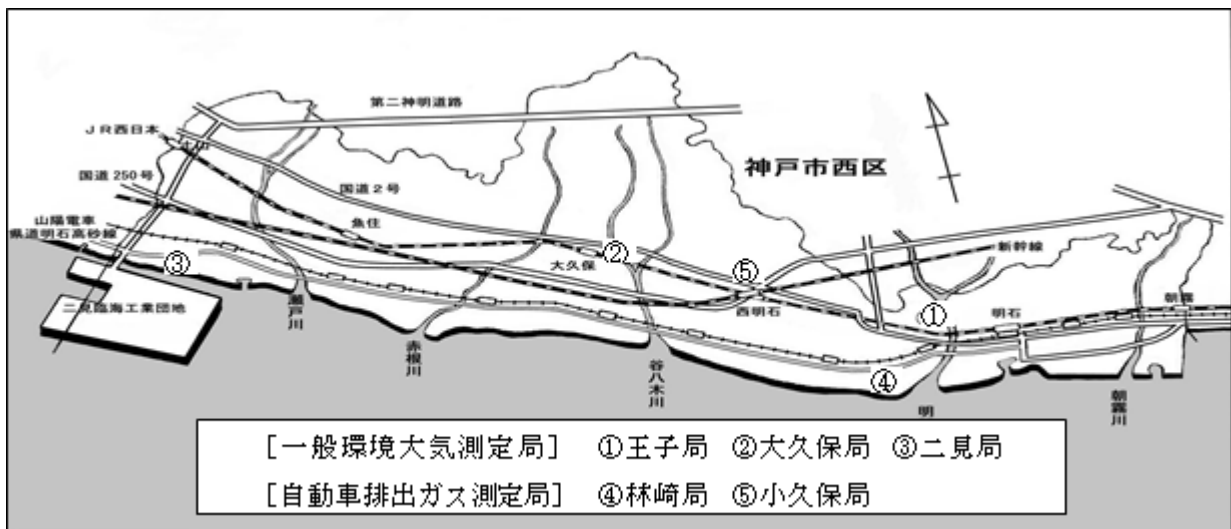 第二神明道路
JR西日本
神戸市西区
国道250号
国道2号
山陽電車
県道明石高砂線
魚住
新幹線
③
②
大久保
⑤
西明石
①
明石
朝霧
二見臨海工業団地
瀬戸川
赤根川
谷八木川
④
明
朝霧川
[一般環境大気測定局] ①王子局 ②大久保局 ③二見局
[自動車排出ガス測定局] ④林崎局 ⑤小久保局